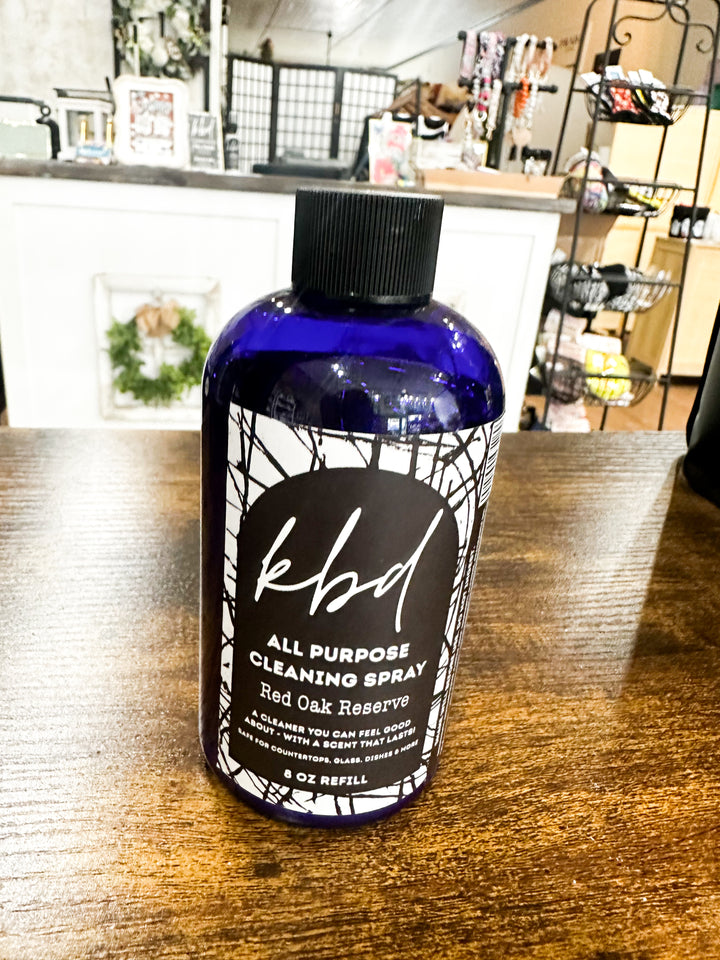 kbd
ALL PURPOSE
CLEANING SPRAY
Red Oak Reserve
A CLEANER YOU CAN FEEL GOOD
ABOUT - WITH A SCENT THAT LASTS!
SAFE FOR COUNTERTOPS, GLASS, DISHES & MORE
8 OZ REFILL